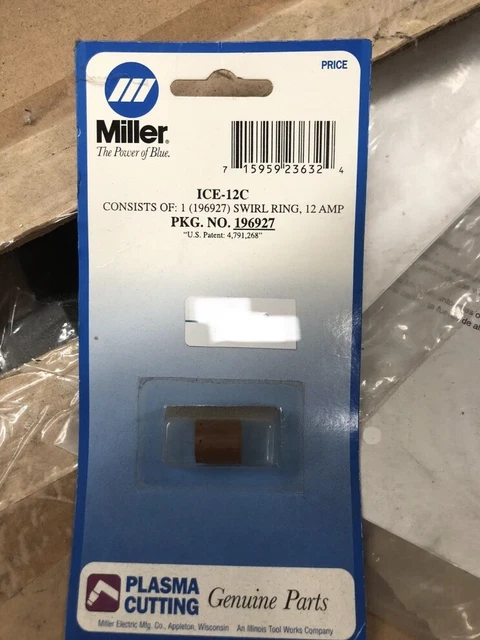 PRICE
Miller®
The Power of Blue.
7 15959 23632 4
ICE-12C
CONSISTS OF: 1 (196927) SWIRL RING, 12 AMP
PKG. NO. 196927
"U.S. Patent: 4,791,268"
PLASMA
CUTTING Genuine Parts
Miller Electric Mfg. Co., Appleton, Wisconsin An Illinois Tool Works Company